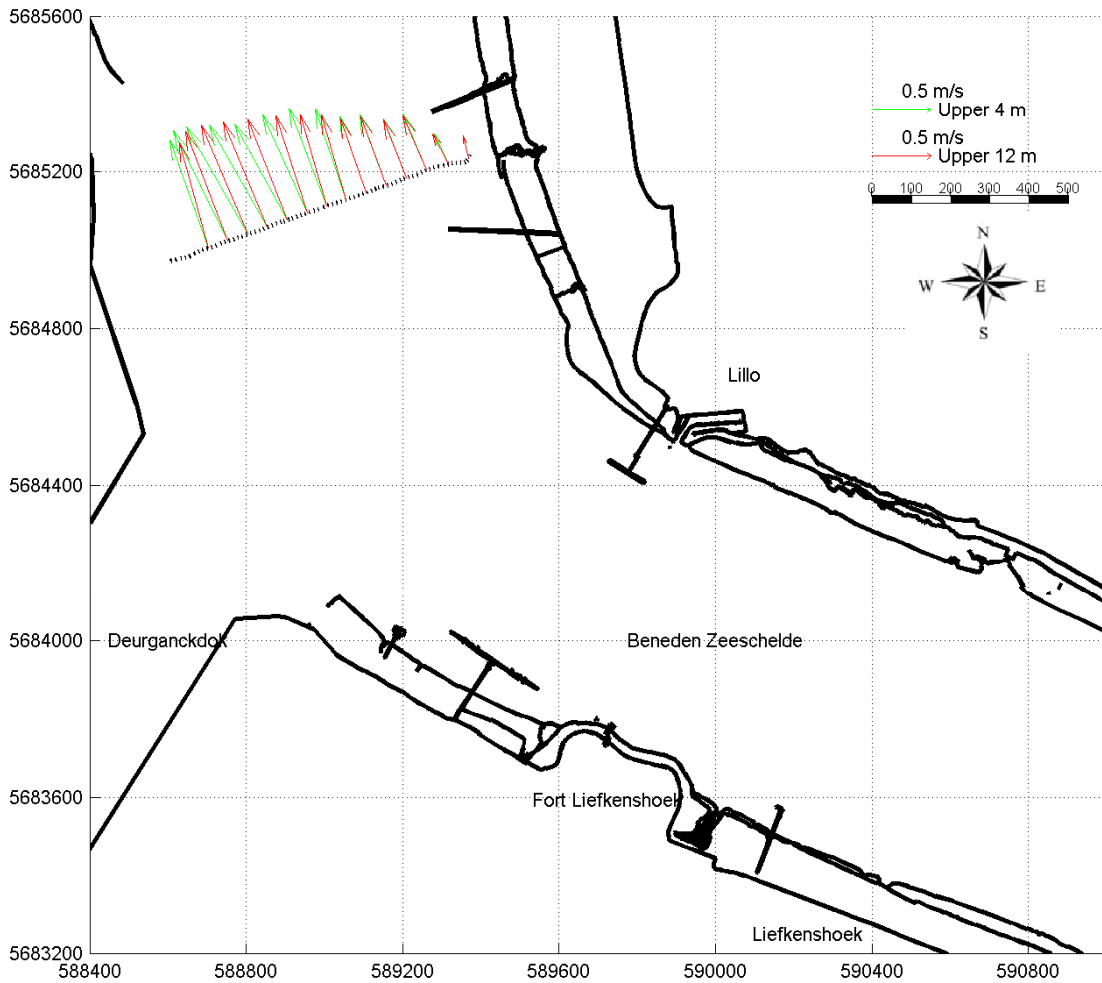 5685600
0.5 m/s
Upper 4 m
0.5 m/s
Upper 12 m
5685200
0 100 200 300 400 500
N
W E
S
5684800
Lillo
5684400
5684000
Deurganckdok
Beneden Zeeschelde
5683600
Fort Liefkenshoek
Liefkenshoek
5683200
588400 588800 589200 589600 590000 590400 590800